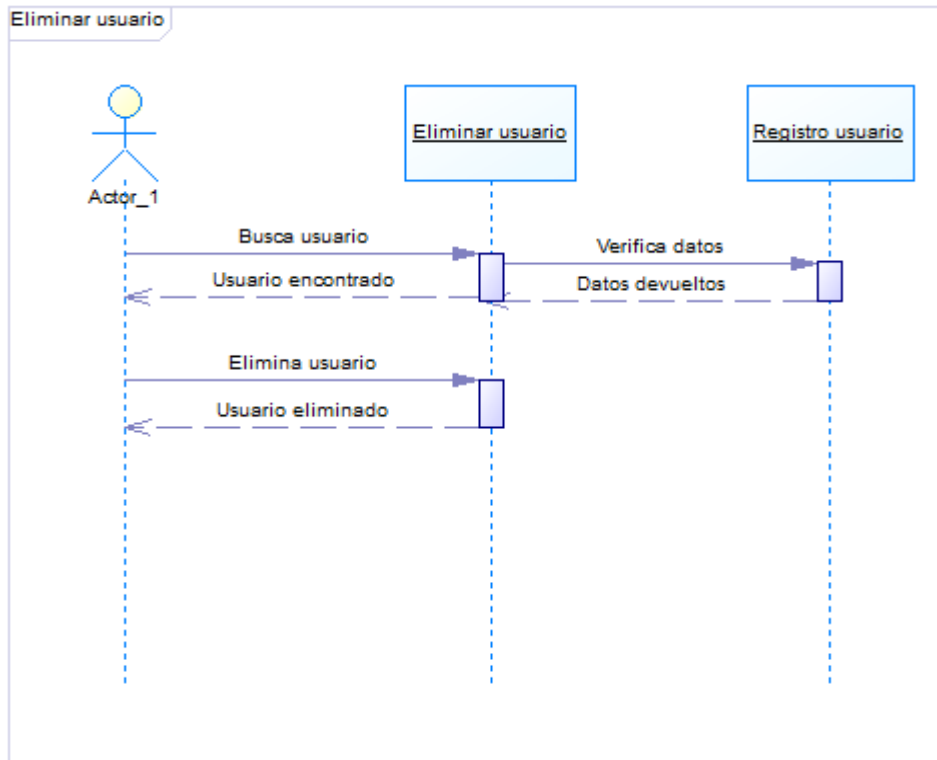 Eliminar usuario
Eliminar usuario
Registro usuario
Actor_1
Busca usuario
Verifica datos
Usuario encontrado
Datos devueltos
Elimina usuario
Usuario eliminado